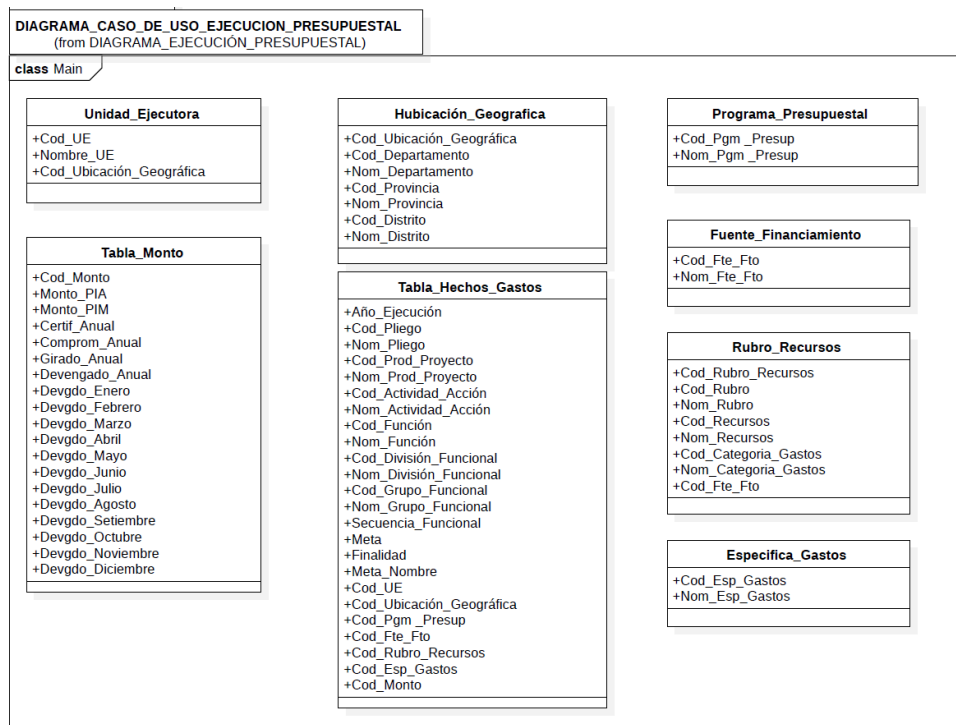 DIAGRAMA_CASO_DE_USO_EJECUCION_PRESUPUESTAL
(from DIAGRAMA_EJECUCIÓN_PRESUPUESTAL)
class Main
Unidad_Ejecutora
+Cod_UE
+Nombre_UE
+Cod_Ubicación_Geográfica
Tabla_Monto
+Cod_Monto
+Monto_PIA
+Monto_PIM
+Certif_Anual
+Comprom_Anual
+Girado_Anual
+Devengado_Anual
+Devgdo_Enero
+Devgdo_Febrero
+Devgdo_Marzo
+Devgdo_Abril
+Devgdo_Mayo
+Devgdo_Junio
+Devgdo_Julio
+Devgdo_Agosto
+Devgdo_Setiembre
+Devgdo_Octubre
+Devgdo_Noviembre
+Devgdo_Diciembre
Hubicación_Geografica
+Cod_Ubicación_Geográfica
+Cod_Departamento
+Nom_Departamento
+Cod_Provincia
+Nom_Provincia
+Cod_Distrito
+Nom_Distrito
Tabla_Hechos_Gastos
+Año_Ejecución
+Cod_Pliego
+Nom_Pliego
+Cod_Prod_Proyecto
+Nom_Prod_Proyecto
+Cod_Actividad_Acción
+Nom_Actividad_Acción
+Cod_Función
+Nom_Función
+Cod_División_Funcional
+Nom_División_Funcional
+Cod_Grupo_Funcional
+Nom_Grupo_Funcional
+Secuencia_Funcional
+Meta
+Finalidad
+Meta_Nombre
+Cod_UE
+Cod_Ubicación_Geográfica
+Cod_Pgm _Presup
+Cod_Fte_Fto
+Cod_Rubro_Recursos
+Cod_Esp_Gastos
+Cod_Monto
Programa_Presupuestal
+Cod_Pgm _Presup
+Nom_Pgm _Presup
Fuente_Financiamiento
+Cod_Fte_Fto
+Nom_Fte_Fto
Rubro_Recursos
+Cod_Rubro_Recursos
+Cod_Rubro
+Nom_Rubro
+Cod_Recursos
+Nom_Recursos
+Cod_Categoria_Gastos
+Nom_Categoria_Gastos
+Cod_Fte_Fto
Especifica_Gastos
+Cod_Esp_Gastos
+Nom_Esp_Gastos